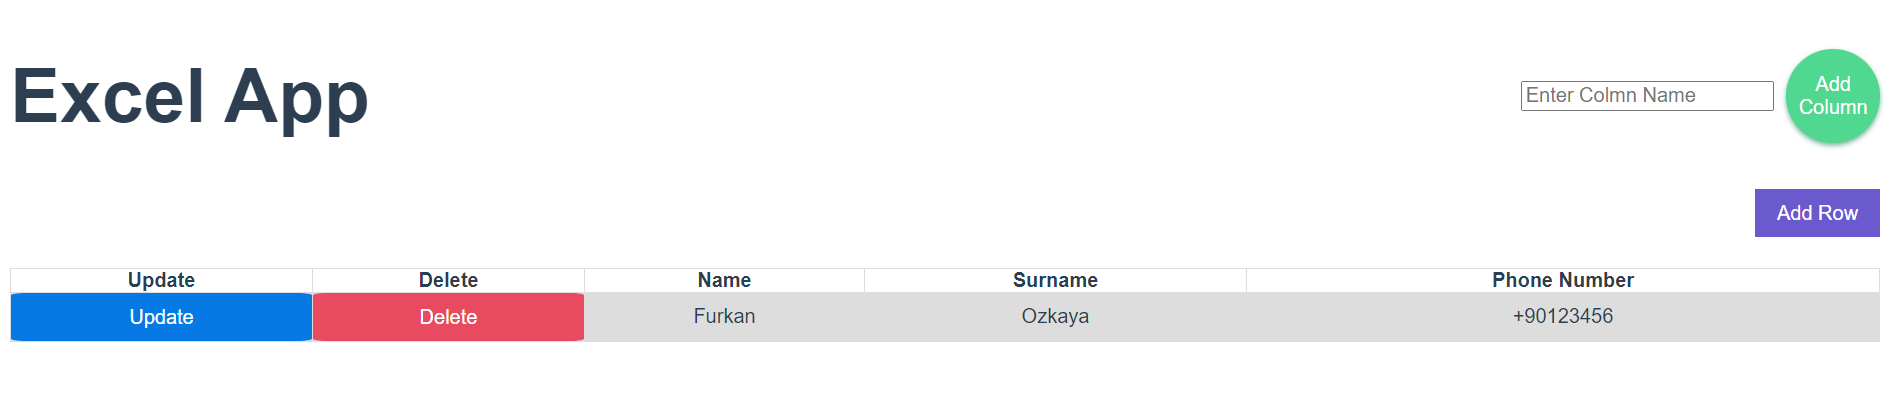 Excel App
Enter Colmn Name
Add
Column
Add Row
Update Delete Name Surname Phone Number
Update Delete Furkan Ozkaya +90123456